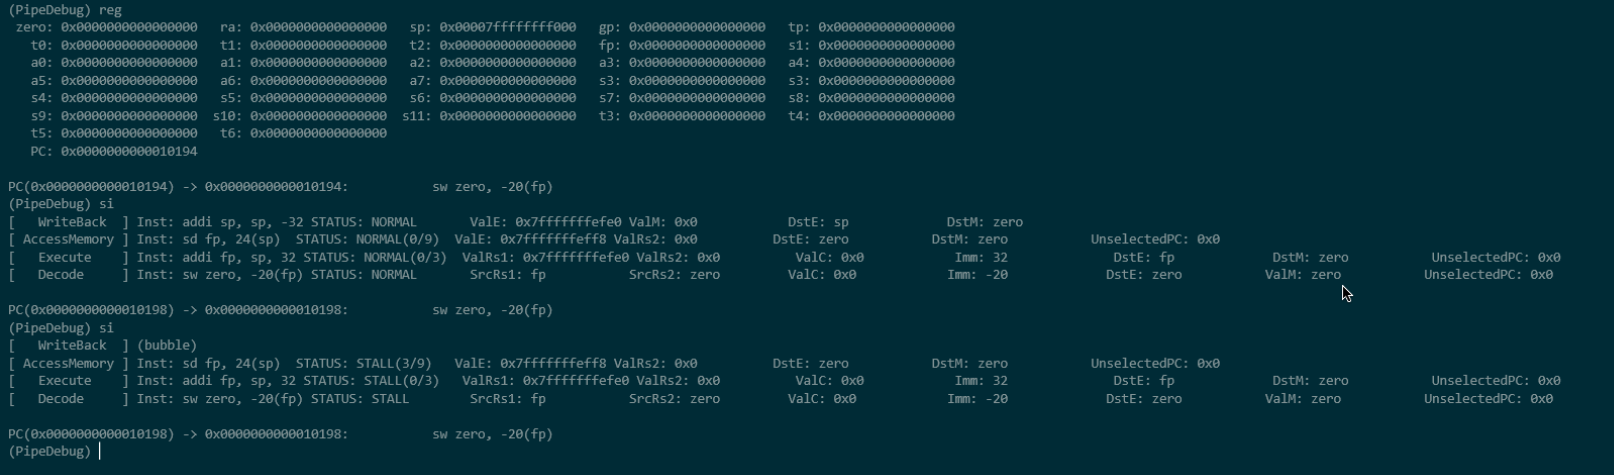 (PipeDebug) reg
zero: 0x0000000000000000 ra: 0x0000000000000000 sp: 0x00007ffffffff000 gp: 0x0000000000000000 tp: 0x0000000000000000
t0: 0x0000000000000000 t1: 0x0000000000000000 t2: 0x0000000000000000 fp: 0x0000000000000000 s1: 0x0000000000000000
a0: 0x0000000000000000 a1: 0x0000000000000000 a2: 0x0000000000000000 a3: 0x0000000000000000 a4: 0x0000000000000000
a5: 0x0000000000000000 a6: 0x0000000000000000 a7: 0x0000000000000000 s3: 0x0000000000000000 s3: 0x0000000000000000
s4: 0x0000000000000000 s5: 0x0000000000000000 s6: 0x0000000000000000 s7: 0x0000000000000000 s8: 0x0000000000000000
s9: 0x0000000000000000 s10: 0x0000000000000000 s11: 0x0000000000000000 t3: 0x0000000000000000 t4: 0x0000000000000000
t5: 0x0000000000000000 t6: 0x0000000000000000
PC: 0x0000000000010194
PC(0x0000000000010194) -> 0x0000000000010194: sw zero, -20(fp)
(PipeDebug) si
[ WriteBack ] Inst: addi sp, sp, -32 STATUS: NORMAL ValE: 0x7fffffffefe0 ValM: 0x0 DstE: sp DstM: zero
[ AccessMemory ] Inst: sd fp, 24(sp) STATUS: NORMAL(0/9) ValE: 0x7fffffffeff8 ValRs2: 0x0 DstE: zero DstM: zero UnselectedPC: 0x0
[ Execute ] Inst: addi fp, sp, 32 STATUS: NORMAL(0/3) ValRs1: 0x7fffffffefe0 ValRs2: 0x0 ValC: 0x0 Imm: 32 DstE: fp DstM: zero UnselectedPC: 0x0
[ Decode ] Inst: sw zero, -20(fp) STATUS: NORMAL SrcRs1: fp SrcRs2: zero ValC: 0x0 Imm: -20 DstE: zero ValM: zero UnselectedPC: 0x0
PC(0x0000000000010198) -> 0x0000000000010198: sw zero, -20(fp)
(PipeDebug) si
[ WriteBack ] (bubble)
[ AccessMemory ] Inst: sd fp, 24(sp) STATUS: STALL(3/9) ValE: 0x7fffffffeff8 ValRs2: 0x0 DstE: zero DstM: zero UnselectedPC: 0x0
[ Execute ] Inst: addi fp, sp, 32 STATUS: STALL(0/3) ValRs1: 0x7fffffffefe0 ValRs2: 0x0 ValC: 0x0 Imm: 32 DstE: fp DstM: zero UnselectedPC: 0x0
[ Decode ] Inst: sw zero, -20(fp) STATUS: STALL SrcRs1: fp SrcRs2: zero ValC: 0x0 Imm: -20 DstE: zero ValM: zero UnselectedPC: 0x0
PC(0x0000000000010198) -> 0x0000000000010198: sw zero, -20(fp)
(PipeDebug)